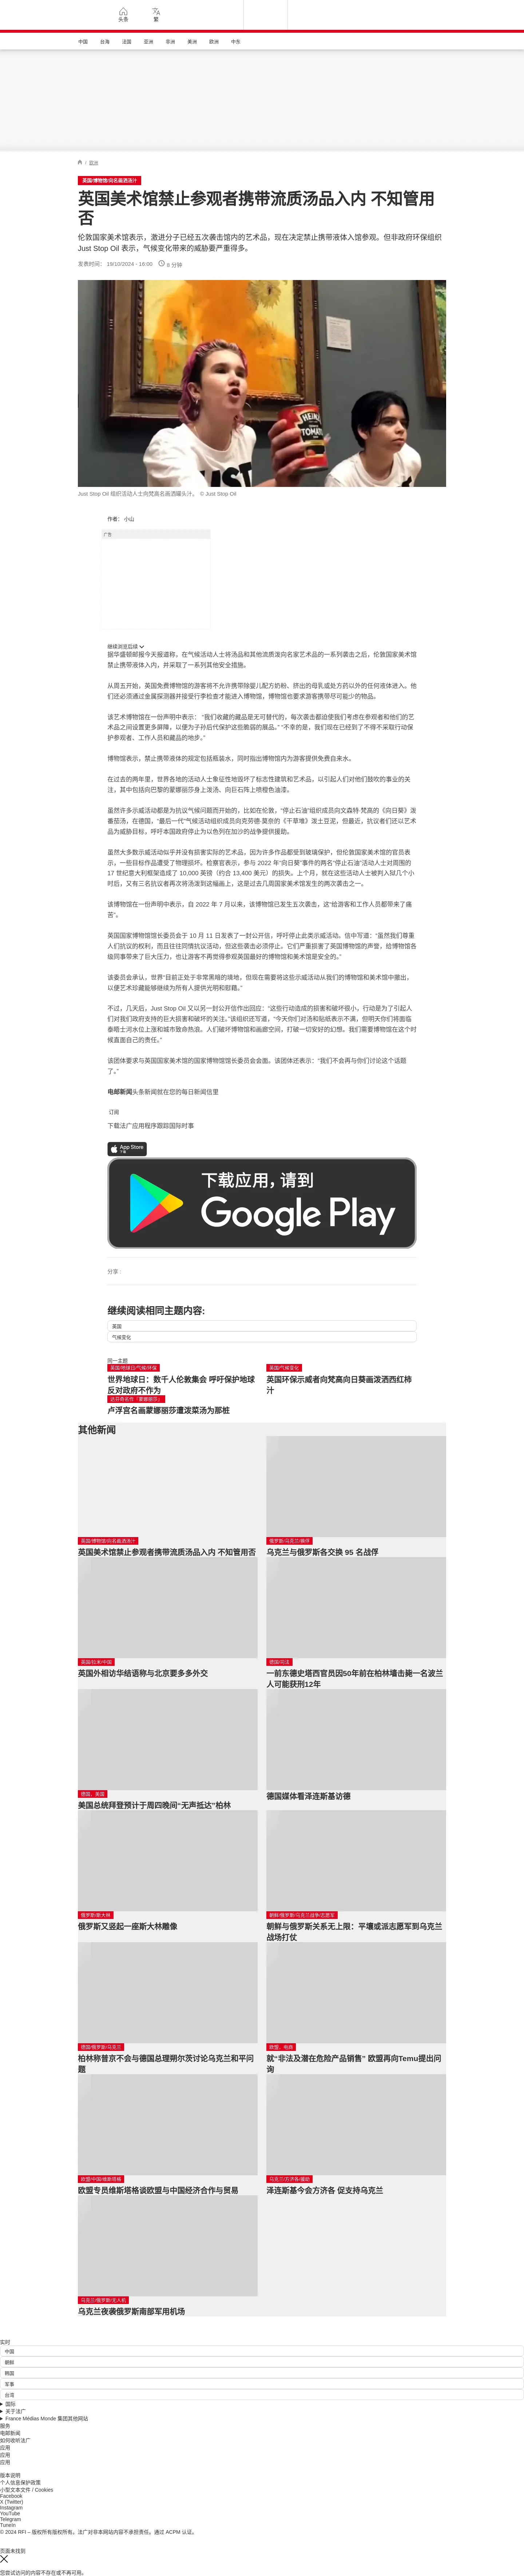 头条
繁
中国
台海
法国
亚洲
非洲
美洲
欧洲
中东
/ 欧洲
英国/博物馆/向名画洒汤汁
英国美术馆禁止参观者携带流质汤品入内 不知管用否
伦敦国家美术馆表示，激进分子已经五次袭击馆内的艺术品，现在决定禁止携带液体入馆参观。但非政府环保组织 Just Stop Oil 表示，气候变化带来的威胁要严重得多。
发表时间： 19/10/2024 - 16:00
6 分钟
HEINZ
TOMATO
Just Stop Oil 组织活动人士向梵高名画洒罐头汁。 © Just Stop Oil
作者： 小山
广告
继续浏览后续
据华盛顿邮报今天报道称，在气候活动人士将汤品和其他流质泼向名家艺术品的一系列袭击之后，伦敦国家美术馆禁止携带液体入内，并采取了一系列其他安全措施。
从周五开始，英国免费博物馆的游客将不允许携带除婴儿配方奶粉、挤出的母乳或处方药以外的任何液体进入。他们还必须通过金属探测器并接受行李检查才能进入博物馆，博物馆也要求游客携带尽可能少的物品。
该艺术博物馆在一份声明中表示： “我们收藏的藏品是无可替代的，每次袭击都迫使我们考虑在参观者和他们的艺术品之间设置更多屏障，以便为子孙后代保护这些脆弱的展品。” “不幸的是，我们现在已经到了不得不采取行动保护参观者、工作人员和藏品的地步。”
博物馆表示，禁止携带液体的规定包括瓶装水，同时指出博物馆内为游客提供免费自来水。
在过去的两年里，世界各地的活动人士象征性地毁坏了标志性建筑和艺术品，以引起人们对他们鼓吹的事业的关注，其中包括向巴黎的蒙娜丽莎身上泼汤、向巨石阵上喷橙色油漆。
虽然许多示威活动都是为抗议气候问题而开始的，比如在伦敦，“停止石油”组织成员向文森特·梵高的《向日葵》泼番茄汤，在德国，“最后一代”气候活动组织成员向克劳德·莫奈的《干草堆》泼土豆泥，但最近，抗议者们还以艺术品为威胁目标，呼吁本国政府停止为以色列在加沙的战争提供援助。
虽然大多数示威活动似乎并没有损害实际的艺术品，因为许多作品都受到玻璃保护，但伦敦国家美术馆的官员表示，一些目标作品遭受了物理损坏。检察官表示，参与 2022 年“向日葵”事件的两名“停止石油”活动人士对周围的 17 世纪意大利框架造成了 10,000 英镑（约合 13,400 美元）的损失。上个月，就在这些活动人士被判入狱几个小时后，又有三名抗议者再次将汤泼到这幅画上，这是过去几周国家美术馆发生的两次袭击之一。
该博物馆在一份声明中表示，自 2022 年 7 月以来，该博物馆已发生五次袭击，这“给游客和工作人员都带来了痛苦”。
英国国家博物馆馆长委员会于 10 月 11 日发表了一封公开信，呼吁停止此类示威活动。信中写道：“虽然我们尊重人们抗议的权利，而且往往同情抗议活动，但这些袭击必须停止。它们严重损害了英国博物馆的声誉，给博物馆各级同事带来了巨大压力，也让游客不再觉得参观英国最好的博物馆和美术馆是安全的。”
该委员会承认，世界“目前正处于非常黑暗的境地，但现在需要将这些示威活动从我们的博物馆和美术馆中撤出，以便艺术珍藏能够继续为所有人提供光明和慰藉。”
不过，几天后，Just Stop Oil 又以另一封公开信作出回应：“这些行动造成的损害和破坏很小，行动是为了引起人们对我们政府支持的巨大损害和破坏的关注。”该组织还写道，“今天你们对汤和贴纸表示不满，但明天你们将面临泰晤士河水位上涨和城市致命热浪。人们破坏博物馆和画廊空间，打破一切安好的幻想。我们需要博物馆在这个时候直面自己的责任。”
该团体要求与英国国家美术馆的国家博物馆馆长委员会会面。该团体还表示：“我们不会再与你们讨论这个话题了。”
电邮新闻头条新闻就在您的每日新闻信里
订阅
下载法广应用程序跟踪国际时事
App Store
下载应用，请到
Google Play
分享 :
继续阅读相同主题内容:
英国
气候变化
同一主题
英国/地球日/气候/环保
世界地球日：数千人伦敦集会 呼吁保护地球 反对政府不作为
英国/气候变化
英国环保示威者向梵高向日葵画泼洒西红柿汁
达芬奇名作『蒙娜丽莎』
卢浮宫名画蒙娜丽莎遭泼菜汤为那桩
其他新闻
英国/博物馆/向名画洒汤汁
英国美术馆禁止参观者携带流质汤品入内 不知管用否
俄罗斯/乌克兰/换俘
乌克兰与俄罗斯各交换 95 名战俘
英国/拉米/中国
英国外相访华结语称与北京要多多外交
德国/司法
一前东德史塔西官员因50年前在柏林墙击毙一名波兰人可能获刑12年
德国、美国
美国总统拜登预计于周四晚间“无声抵达”柏林
德国媒体看泽连斯基访德
俄罗斯/斯大林
俄罗斯又竖起一座斯大林雕像
朝鲜/俄罗斯/乌克兰战争/志愿军
朝鲜与俄罗斯关系无上限：平壤或派志愿军到乌克兰战场打仗
德国/俄罗斯/乌克兰
柏林称普京不会与德国总理朔尔茨讨论乌克兰和平问题
欧盟、电商
就“非法及潜在危险产品销售” 欧盟再向Temu提出问询
欧盟/中国/维斯塔格
欧盟专员维斯塔格谈欧盟与中国经济合作与贸易
乌克兰/方济各/援助
泽连斯基今会方济各 促支持乌克兰
乌克兰/俄罗斯/无人机
乌克兰夜袭俄罗斯南部军用机场
实时
中国
朝鲜
韩国
军事
台湾
国际
关于法广
France Médias Monde 集团其他网站
服务
电邮新闻
如何收听法广
应用
应用
应用
版本说明
个人信息保护政策
小型文本文件 / Cookies
Facebook
X (Twitter)
Instagram
YouTube
Telegram
TuneIn
© 2024 RFI – 版权所有版权所有。法广对非本网站内容不承担责任。通过 ACPM 认证。
页面未找到
您尝试访问的内容不存在或不再可用。